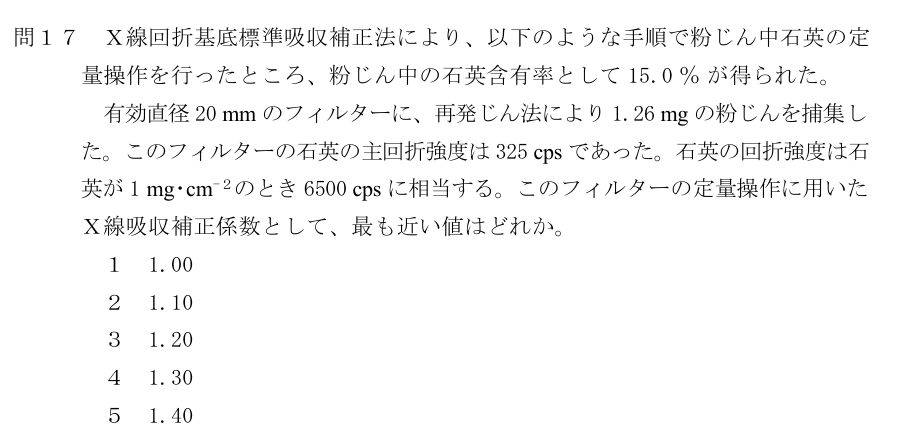 問１７　Ｘ線回折基底標準吸収補正法により、以下のような手順で粉じん中石英の定
量操作を行ったところ、粉じん中の石英含有率として 15.0 % が得られた。
有効直径 20 mm のフィルターに、再発じん法により 1.26 mg の粉じんを捕集し
た。このフィルターの石英の主回折強度は 325 cps であった。石英の回折強度は石
英が 1 mg･cm⁻²のとき 6500 cps に相当する。このフィルターの定量操作に用いた
Ｘ線吸収補正係数として、最も近い値はどれか。
１　1.00
２　1.10
３　1.20
４　1.30
５　1.40